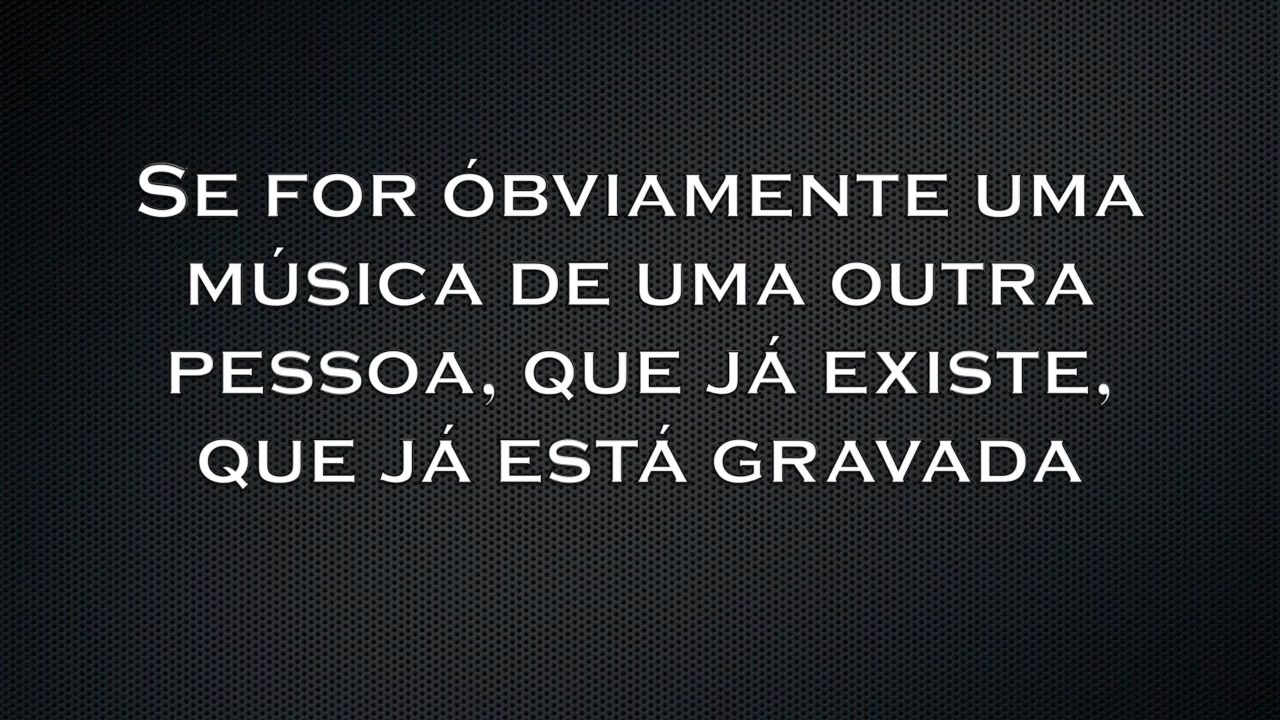 Se for óbviamente uma
música de uma outra
pessoa, que já existe,
que já está gravada